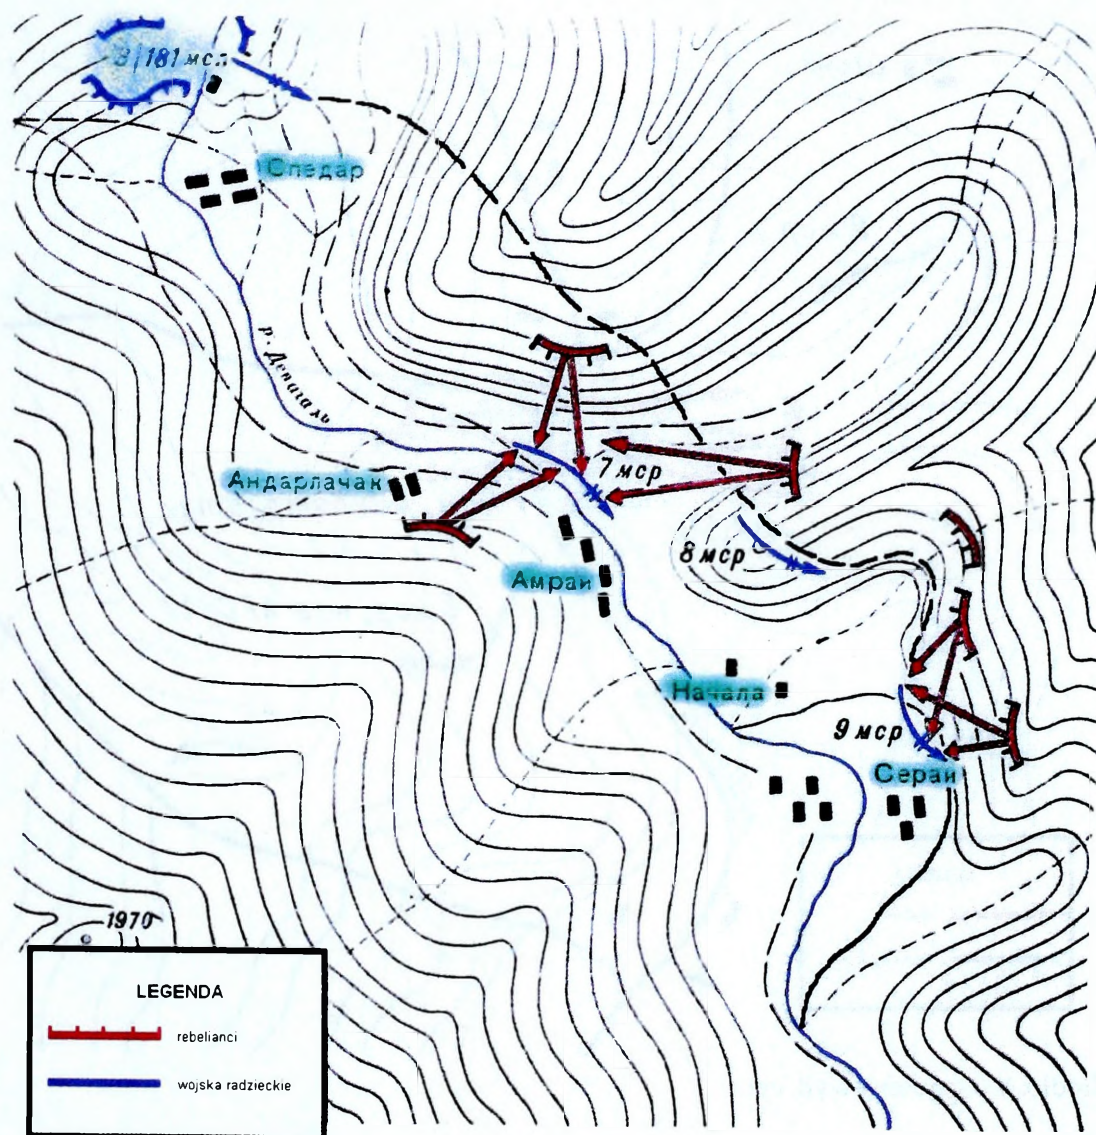 3/181 мсп
Спедар
р. Депагаль
7 мср
Андарлачак
8 мср
Амраи
Начала
9 мср
Сераи
1970
LEGENDA
rebelianci
wojska radzieckie